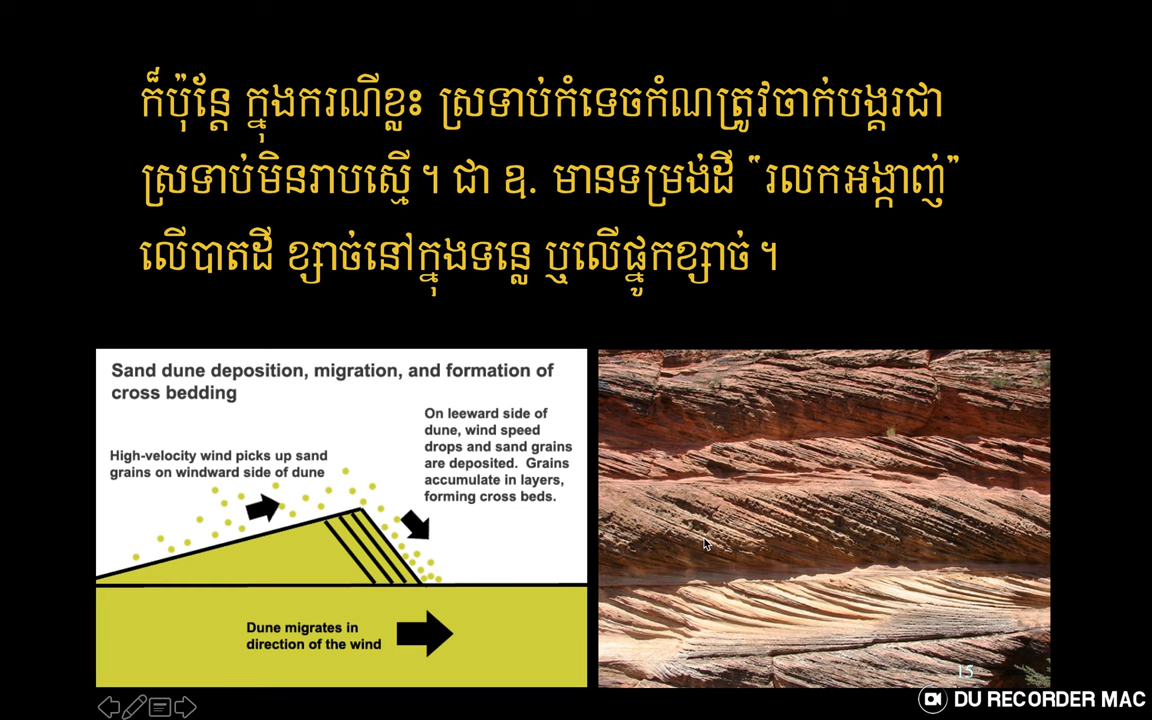 ក៏ប៉ុន្តែ ក្នុងករណីខ្លះ ស្រទាប់កំទេចកំណត្រូវចាក់បង្គរជា
ស្រទាប់មិនរាបស្មើ។ ជា ឧ. មានទម្រង់ដី “រលកអង្កាញ់”
លើបាតដី ខ្សាច់នៅក្នុងទន្លេ ឬលើផ្នូកខ្សាច់។
Sand dune deposition, migration, and formation of
cross bedding
On leeward side of
dune, wind speed
drops and sand grains
are deposited. Grains
accumulate in layers,
forming cross beds.
High-velocity wind picks up sand
grains on windward side of dune
Dune migrates in
direction of the wind
15
DU RECORDER MAC